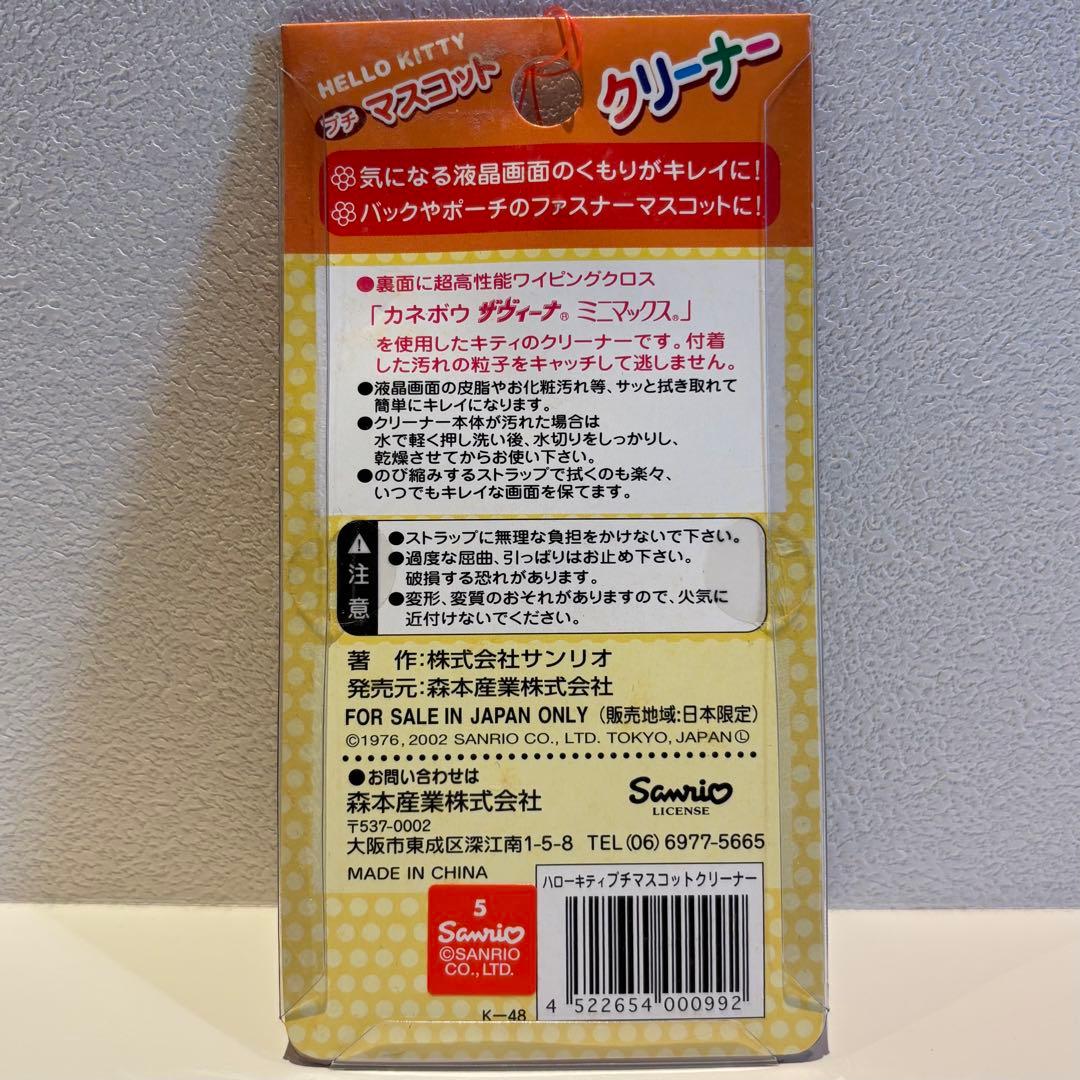 HELLO KITTY
プチ マスコット クリーナー
気になる液晶画面のくもりがキレイに!
バックやポーチのファスナーマスコットに!
●裏面に超高性能ワイピングクロス
「カネボウ ザヴィーナ® ミニマックス®」
を使用したキティのクリーナーです。付着
した汚れの粒子をキャッチして逃しません。
●液晶画面の皮脂やお化粧汚れ等、サッと拭き取れて
簡単にキレイになります。
●クリーナー本体が汚れた場合は
水で軽く押し洗い後、水切りをしっかりし、
乾燥させてからお使い下さい。
●のび縮みするストラップで拭くのも楽々、
いつでもキレイな画面を保てます。
注意
●ストラップに無理な負担をかけないで下さい。
●過度な屈曲、引っぱりはお止め下さい。
破損する恐れがあります。
●変形、変質のおそれがありますので、火気に
近付けないでください。
著 作:株式会社サンリオ
発売元:森本産業株式会社
FOR SALE IN JAPAN ONLY (販売地域:日本限定)
©1976, 2002 SANRIO CO., LTD. TOKYO, JAPAN Ⓛ
●お問い合わせは
森本産業株式会社
〒537-0002
大阪市東成区深江南1-5-8 TEL(06)6977-5665
MADE IN CHINA
Sanrio
LICENSE
5
Sanrio
©SANRIO
CO., LTD.
K-48
ハローキティプチマスコットクリーナー
4 522654 000992